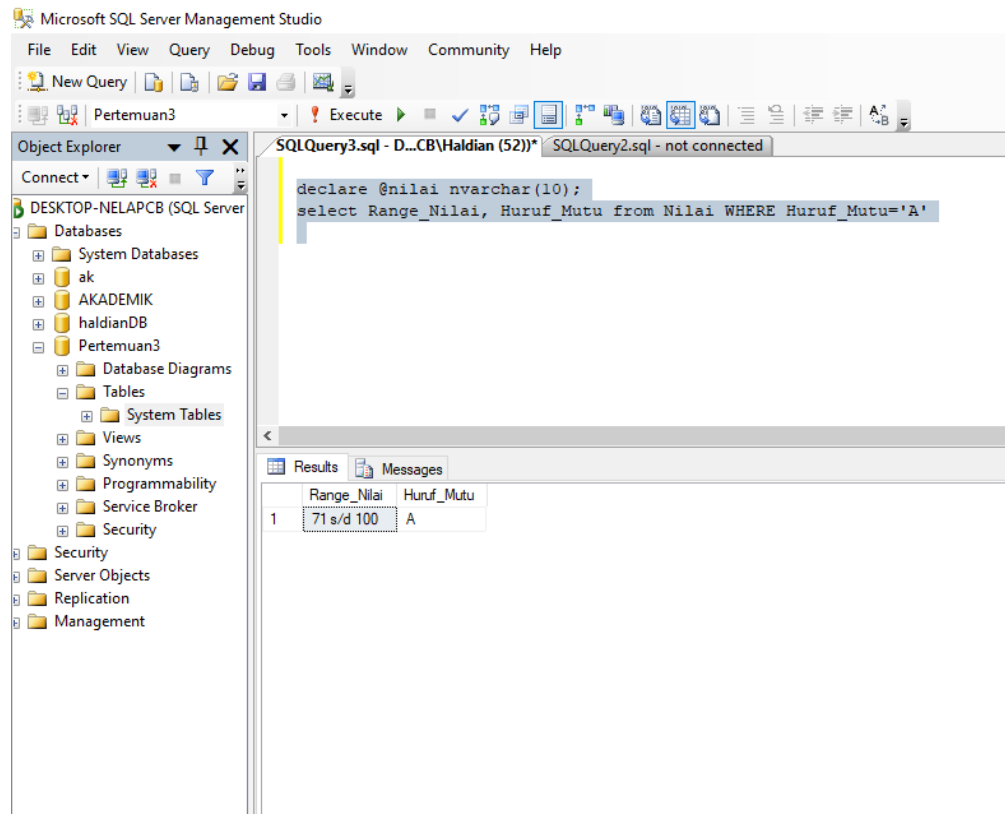 Microsoft SQL Server Management Studio
File Edit View Query Debug Tools Window Community Help
New Query
Pertemuan3 Execute
Object Explorer
SQLQuery3.sql - D...CB\Haldian (52))* SQLQuery2.sql - not connected
Connect
DESKTOP-NELAPCB (SQL Server
Databases
System Databases
ak
AKADEMIK
haldianDB
Pertemuan3
Database Diagrams
Tables
System Tables
Views
Synonyms
Programmability
Service Broker
Security
Security
Server Objects
Replication
Management
declare @nilai nvarchar(10);
select Range_Nilai, Huruf_Mutu from Nilai WHERE Huruf_Mutu='A'
Results Messages
Range_Nilai Huruf_Mutu
1 71 s/d 100 A